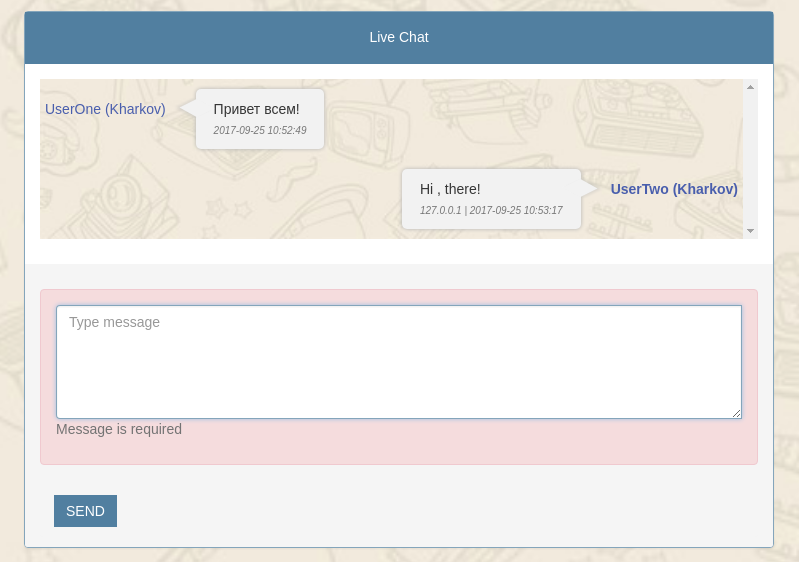 Live Chat
UserOne (Kharkov)
Привет всем!
2017-09-25 10:52:49
Hi , there!
127.0.0.1 | 2017-09-25 10:53:17
UserTwo (Kharkov)
Type message
Message is required
SEND